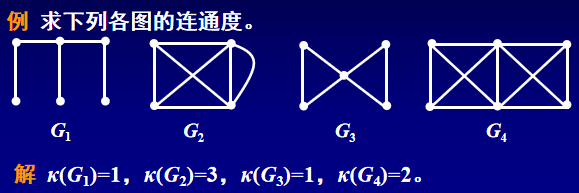 例 求下列各图的连通度。
G₁ G₂ G₃ G₄
解 κ(G₁)=1，κ(G₂)=3，κ(G₃)=1，κ(G₄)=2。